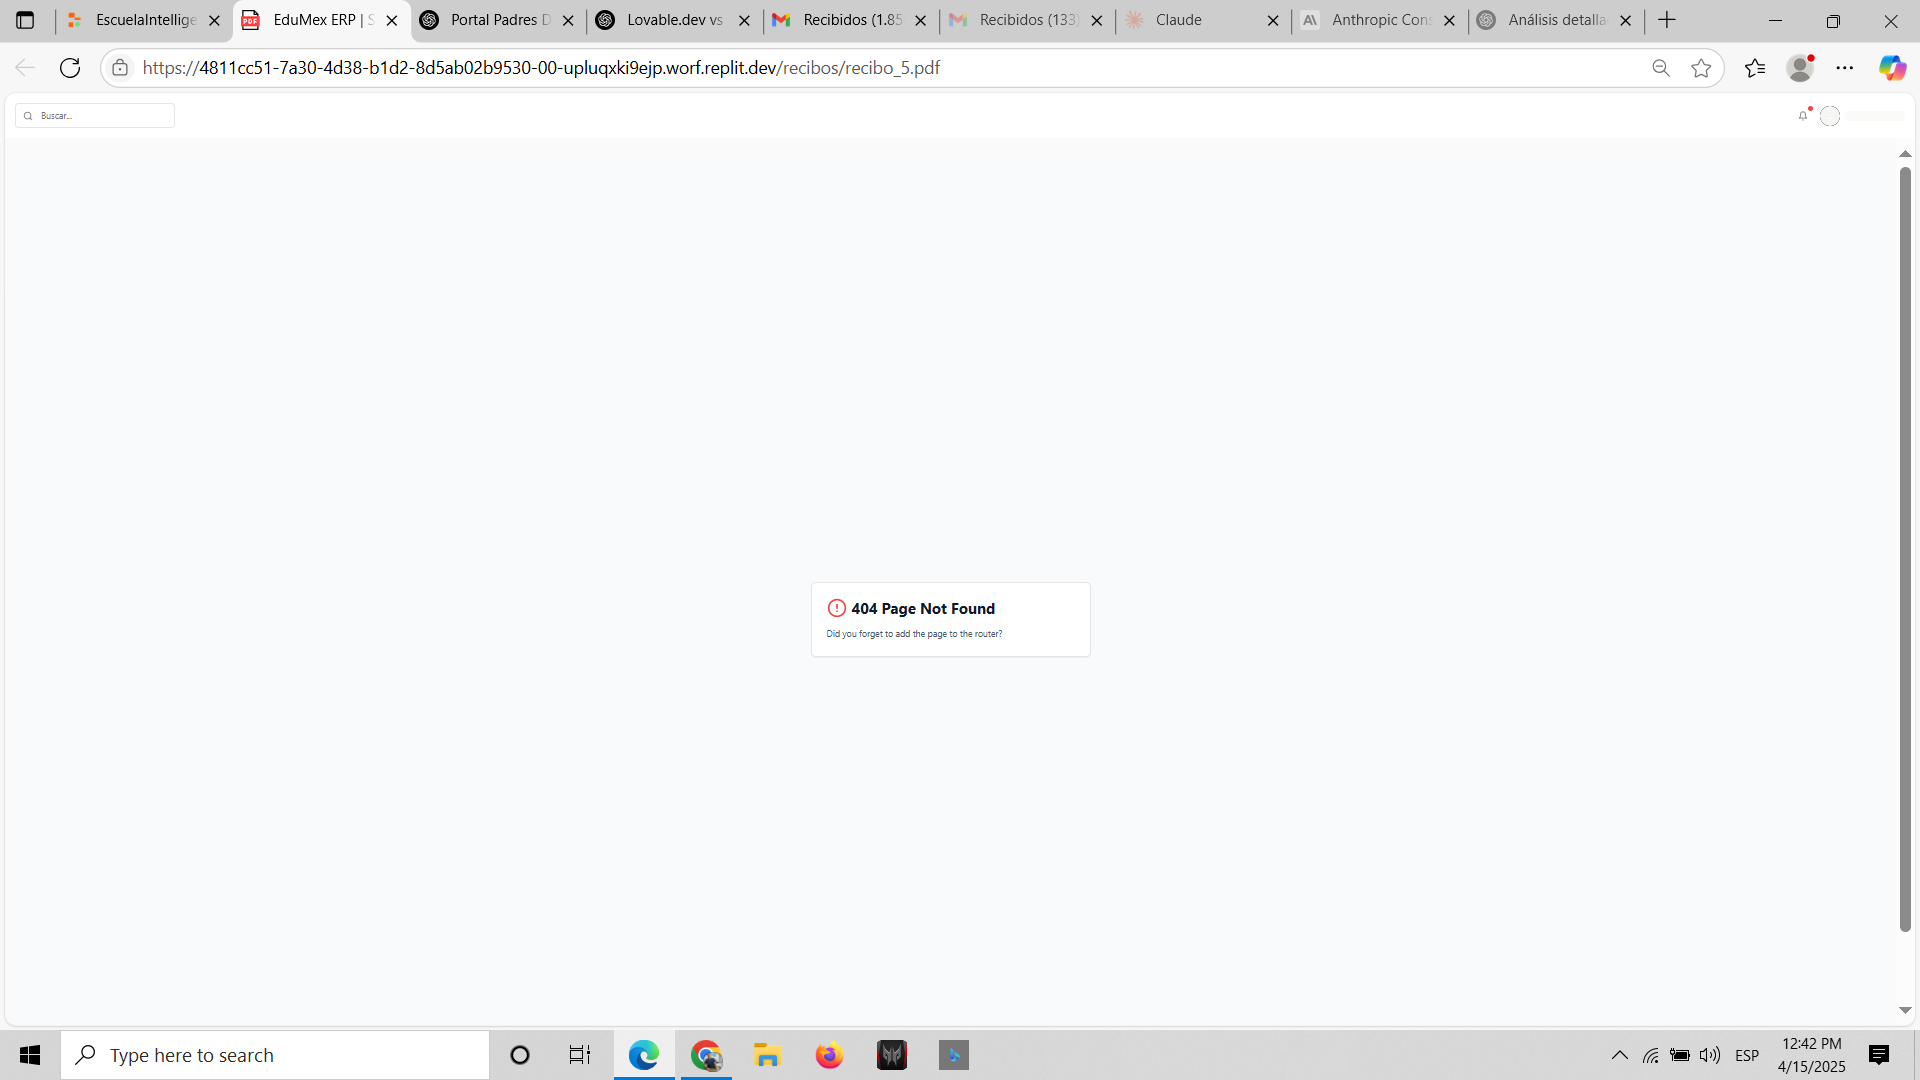 EscuelaIntellige
EduMex ERP | S
Portal Padres D
Lovable.dev vs
Recibidos (1.85
Recibidos (133)
Claude
Anthropic Cons
Análisis detalla
https://4811cc51-7a30-4d38-b1d2-8d5ab02b9530-00-upluqxki9ejp.worf.replit.dev/recibos/recibo_5.pdf
Buscar...
404 Page Not Found
Did you forget to add the page to the router?
Type here to search
ESP
12:42 PM
4/15/2025